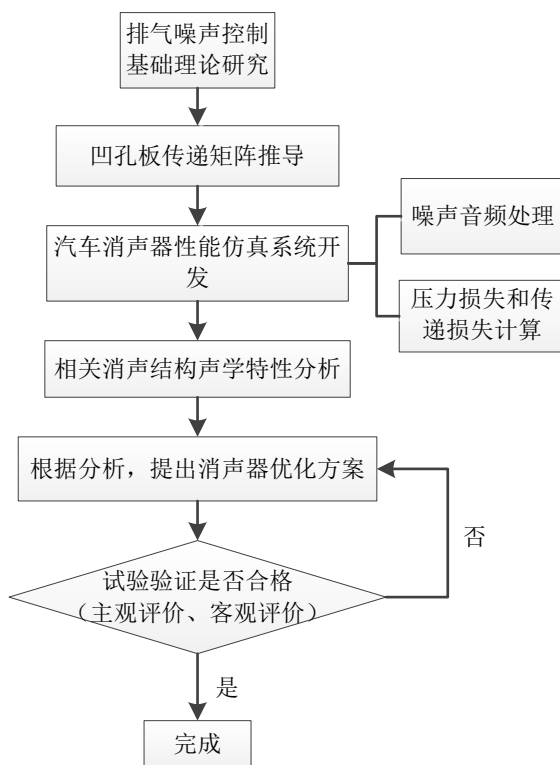 排气噪声控制
基础理论研究
凹孔板传递矩阵推导
汽车消声器性能仿真系统开
发
噪声音频处理
压力损失和传
递损失计算
相关消声结构声学特性分析
根据分析，提出消声器优化方案
否
试验验证是否合格
（主观评价、客观评价）
是
完成